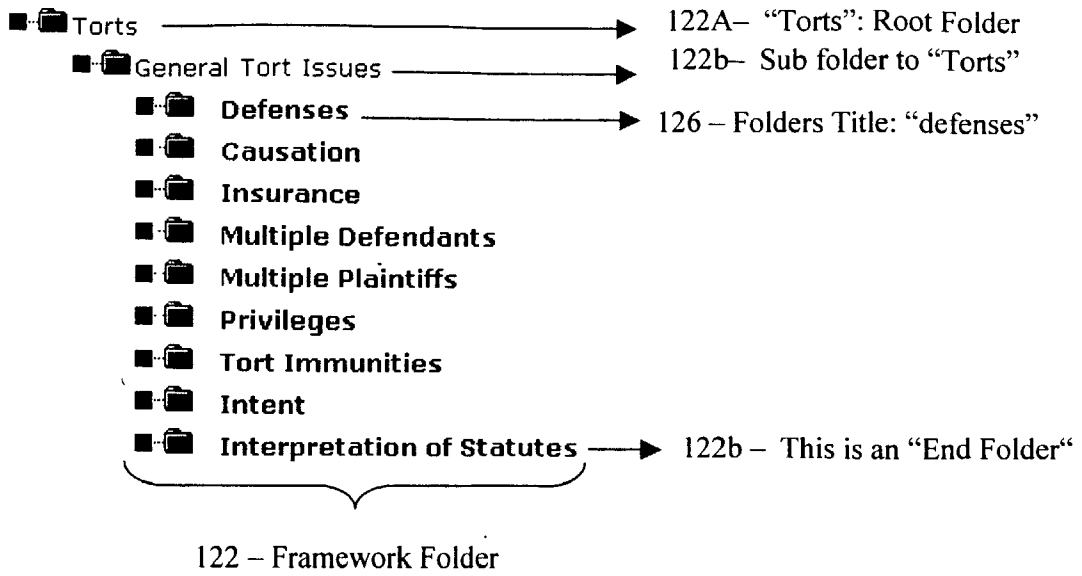 Torts 122A– “Torts”: Root Folder
General Tort Issues 122b– Sub folder to “Torts”
Defenses 126 – Folders Title: “defenses”
Causation
Insurance
Multiple Defendants
Multiple Plaintiffs
Privileges
Tort Immunities
Intent
Interpretation of Statutes 122b – This is an “End Folder“
122 – Framework Folder